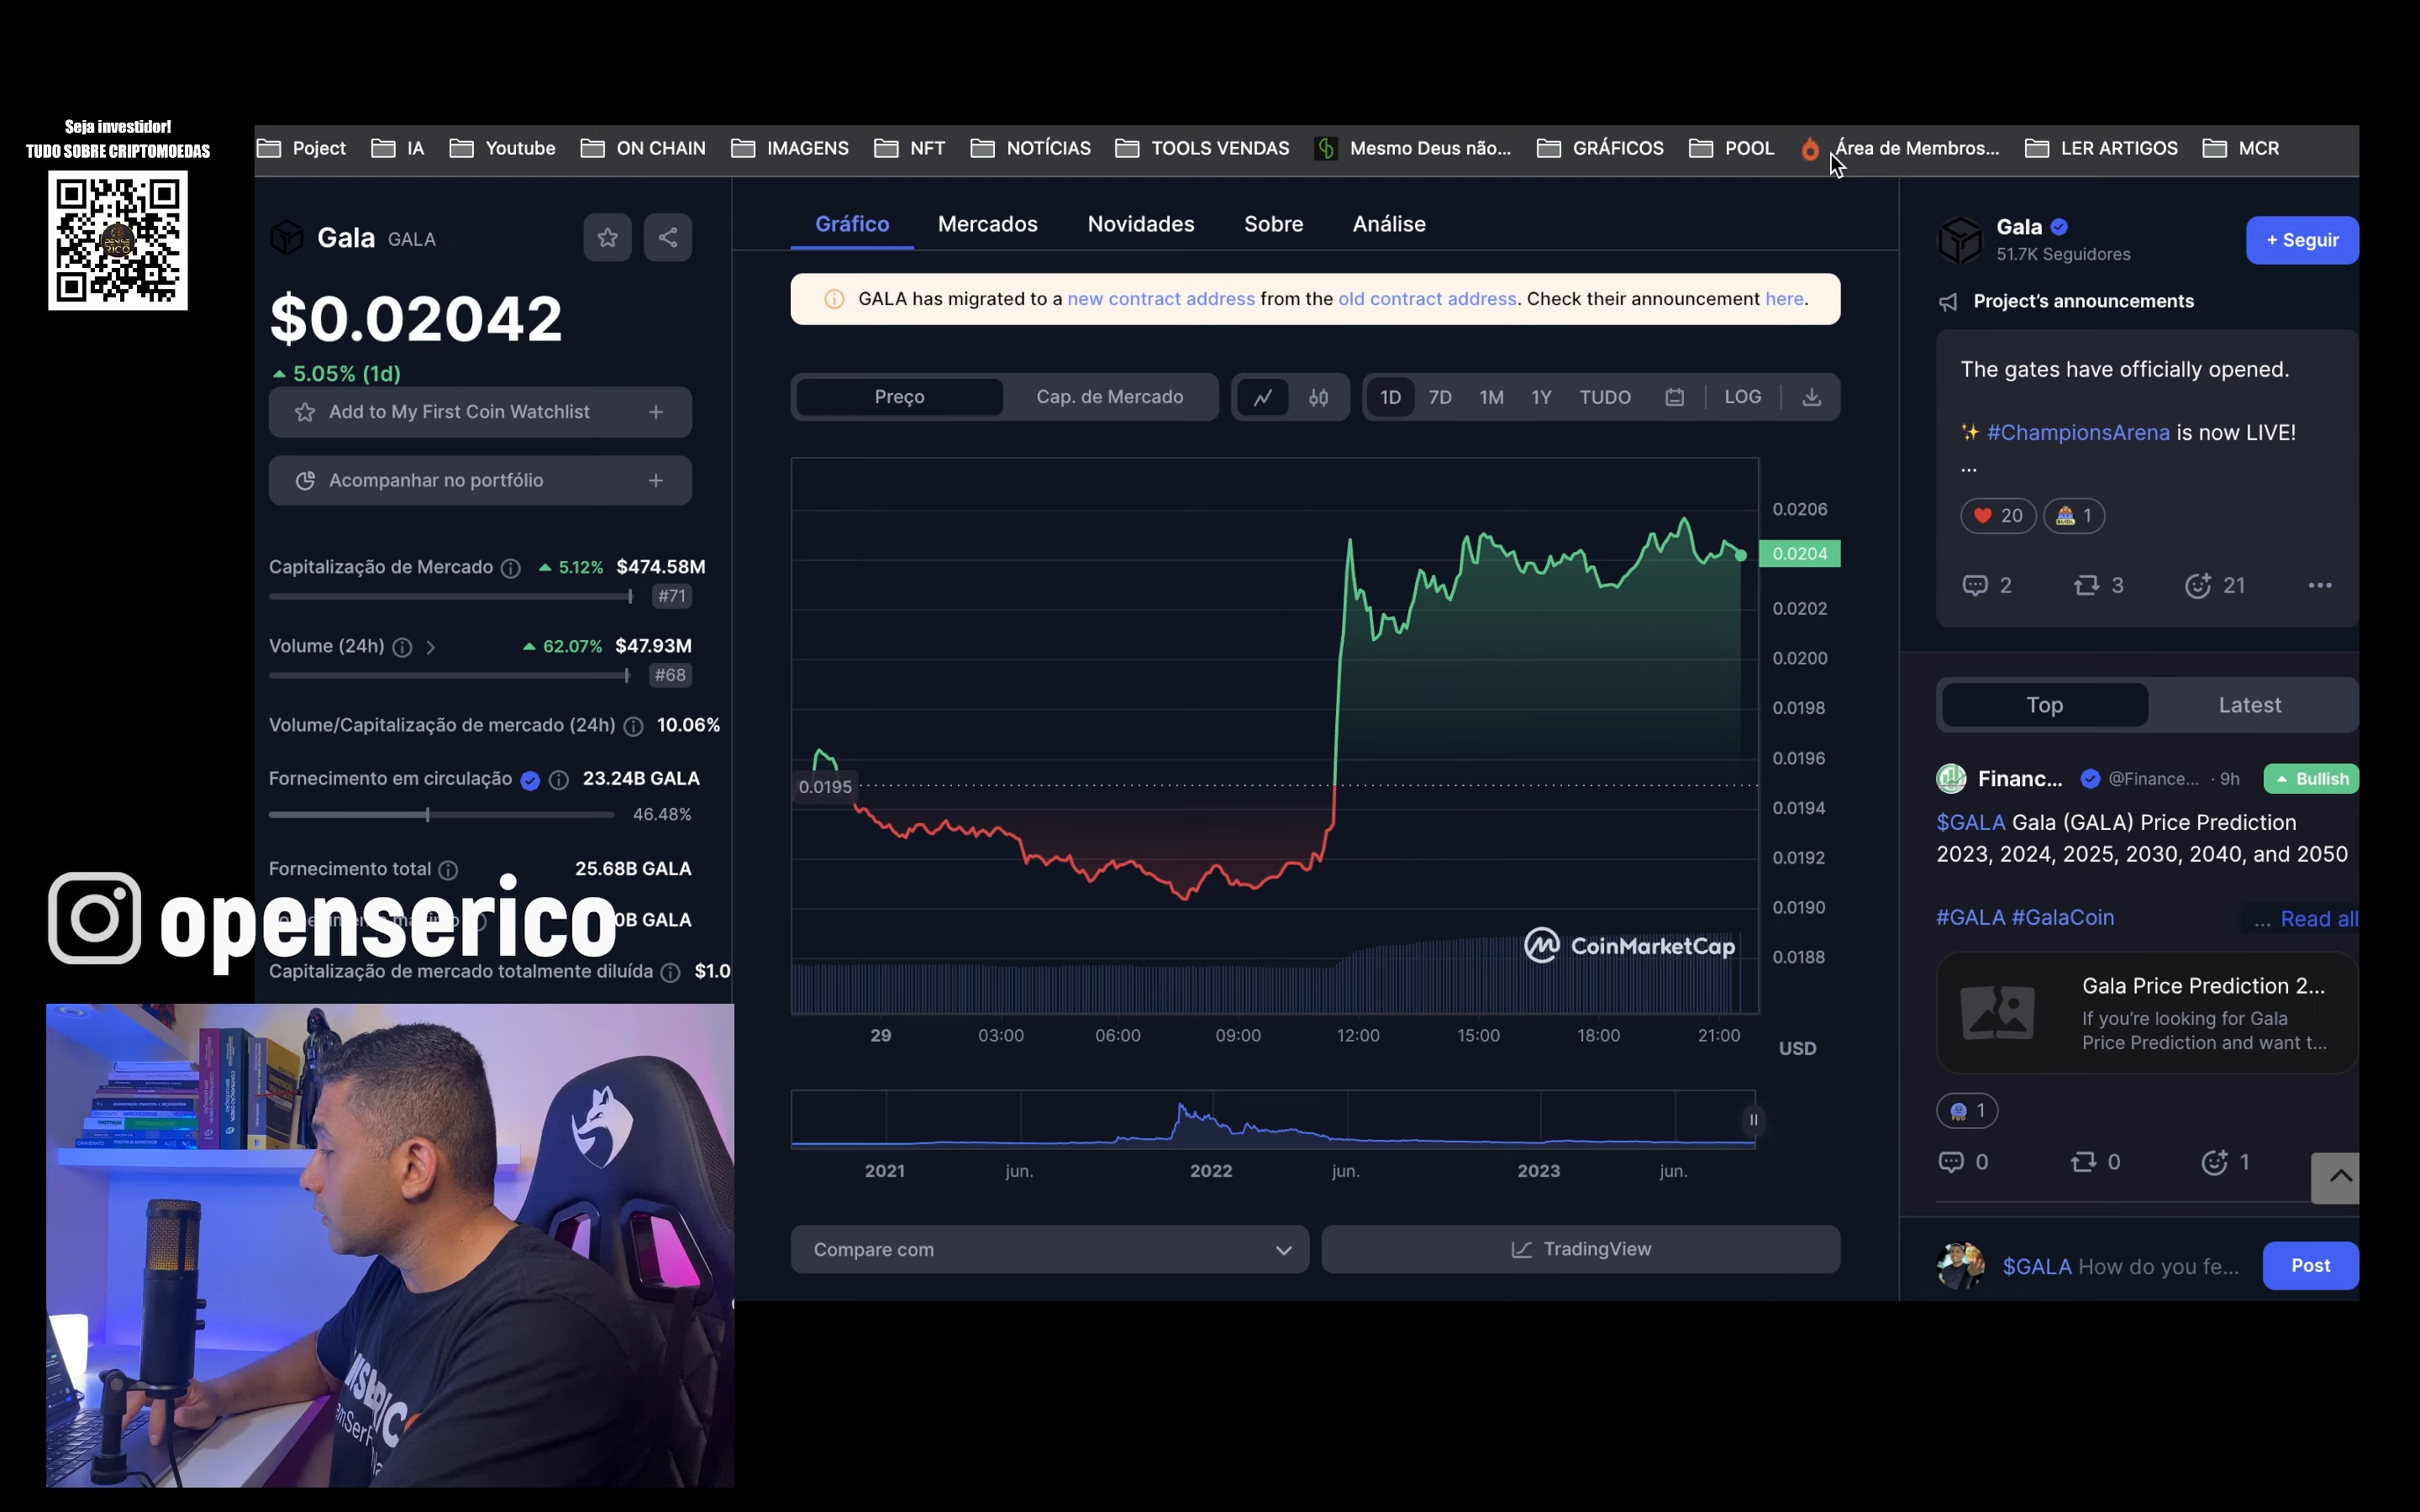 Seja investidor!
TUDO SOBRE CRIPTOMOEDAS
Poject IA Youtube ON CHAIN IMAGENS NFT NOTÍCIAS TOOLS VENDAS Mesmo Deus não... GRÁFICOS POOL Área de Membros... LER ARTIGOS MCR
Gala GALA
$0.02042
5.05% (1d)
Add to My First Coin Watchlist +
Acompanhar no portfólio +
Capitalização de Mercado 5.12% $474.58M
#71
Volume (24h) 62.07% $47.93M
#68
Volume/Capitalização de mercado (24h) 10.06%
Fornecimento em circulação 23.24B GALA
46.48%
Fornecimento total 25.68B GALA
0B GALA
openserico
Capitalização de mercado totalmente diluída $1.0
Gráfico Mercados Novidades Sobre Análise
GALA has migrated to a new contract address from the old contract address. Check their announcement here.
Preço Cap. de Mercado 1D 7D 1M 1Y TUDO LOG
0.0206
0.0204
0.0202
0.0200
0.0198
0.0196
0.0195
0.0194
0.0192
0.0190
0.0188
CoinMarketCap
29 03:00 06:00 09:00 12:00 15:00 18:00 21:00
USD
2021 jun. 2022 jun. 2023 jun.
Compare com
TradingView
Gala
51.7K Seguidores
+ Seguir
Project's announcements
The gates have officially opened.
✨ #ChampionsArena is now LIVE!
...
20 1
2 3 21
Top Latest
Financ... @Finance... · 9h Bullish
$GALA Gala (GALA) Price Prediction
2023, 2024, 2025, 2030, 2040, and 2050
#GALA #GalaCoin ... Read all
Gala Price Prediction 2...
If you're looking for Gala
Price Prediction and want t...
1
0 0 1
$GALA How do you fe... Post